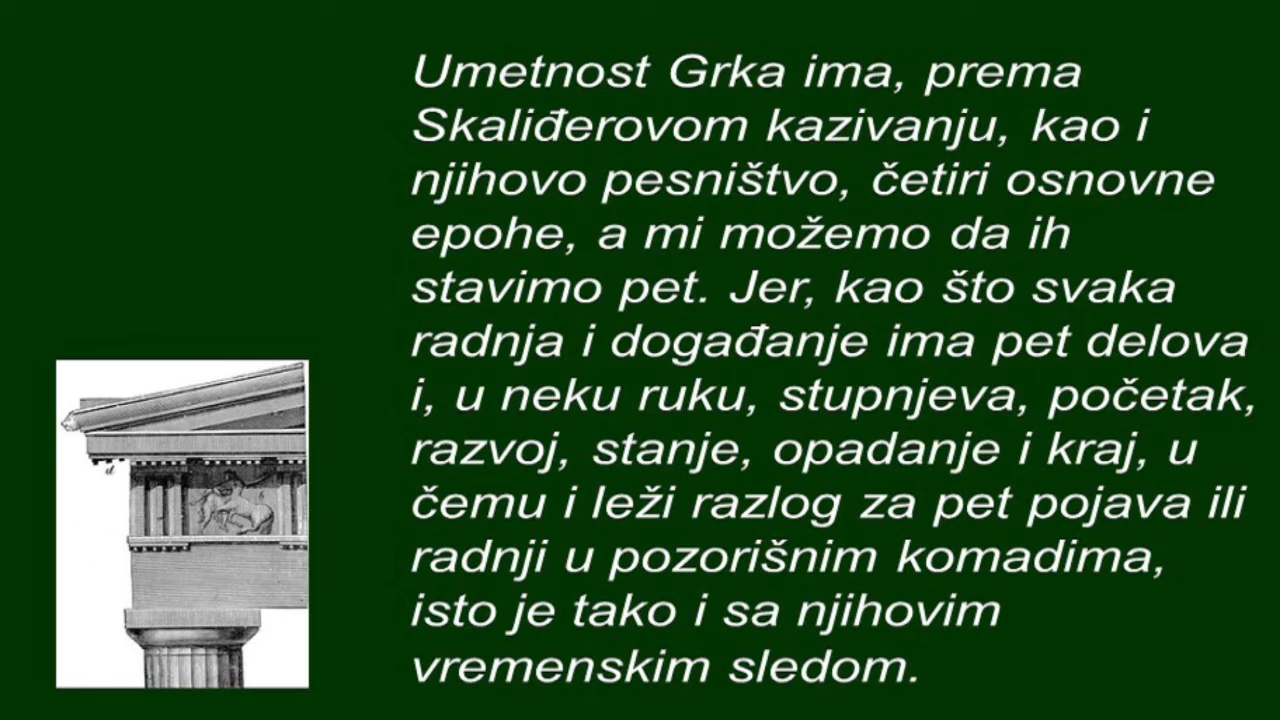 Umetnost Grka ima, prema
Skaliđerovom kazivanju, kao i
njihovo pesništvo, četiri osnovne
epohe, a mi možemo da ih
stavimo pet. Jer, kao što svaka
radnja i događanje ima pet delova
i, u neku ruku, stupnjeva, početak,
razvoj, stanje, opadanje i kraj, u
čemu i leži razlog za pet pojava ili
radnji u pozorišnim komadima,
isto je tako i sa njihovim
vremenskim sledom.